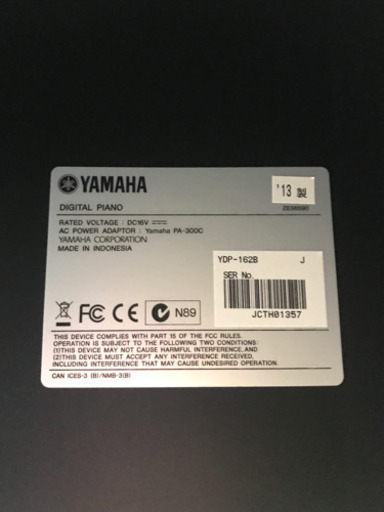 YAMAHA
'13
DIGITAL PIANO
RATED VOLTAGE : DC16V
AC POWER ADAPTOR : Yamaha PA-300C
YAMAHA CORPORATION
MADE IN INDONESIA
YDP-162B J
SER No.
JCTH01357
FC CE N89
THIS DEVICE COMPLIES WITH PART 15 OF THE FCC RULES.
OPERATION IS SUBJECT TO THE FOLLOWING TWO CONDITIONS:
(1)THIS DEVICE MAY NOT CAUSE HARMFUL INTERFERENCE, AND
(2)THIS DEVICE MUST ACCEPT ANY INTERFERENCE RECEIVED,
INCLUDING INTERFERENCE THAT MAY CAUSE UNDESIRED OPERATION.
CAN ICES-3 (B)/NMB-3(B)